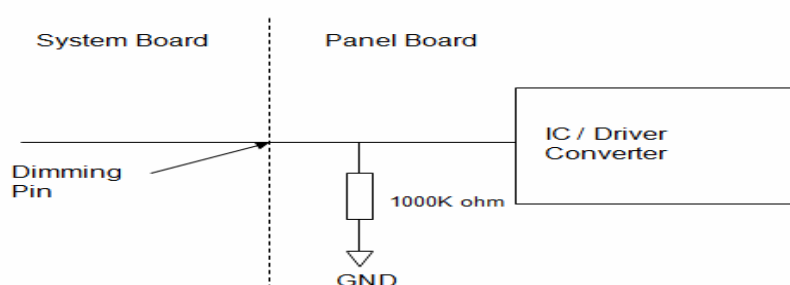 System Board
Panel Board
IC / Driver
Converter
Dimming
Pin
1000K ohm
GND